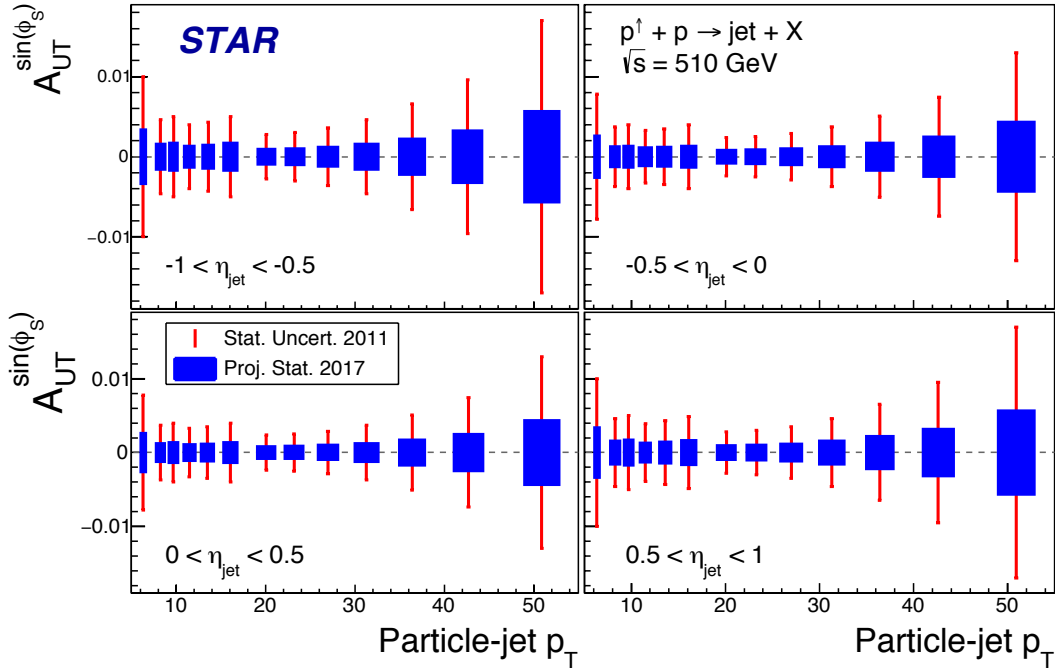 STAR
p↑ + p → jet + X
√s = 510 GeV
A_UT^sin(ϕ_S)
0.01
0
−0.01
-1 < η_jet < -0.5
-0.5 < η_jet < 0
A_UT^sin(ϕ_S)
Stat. Uncert. 2011
Proj. Stat. 2017
0.01
0
−0.01
0 < η_jet < 0.5
0.5 < η_jet < 1
10 20 30 40 50
10 20 30 40 50
Particle-jet p_T
Particle-jet p_T